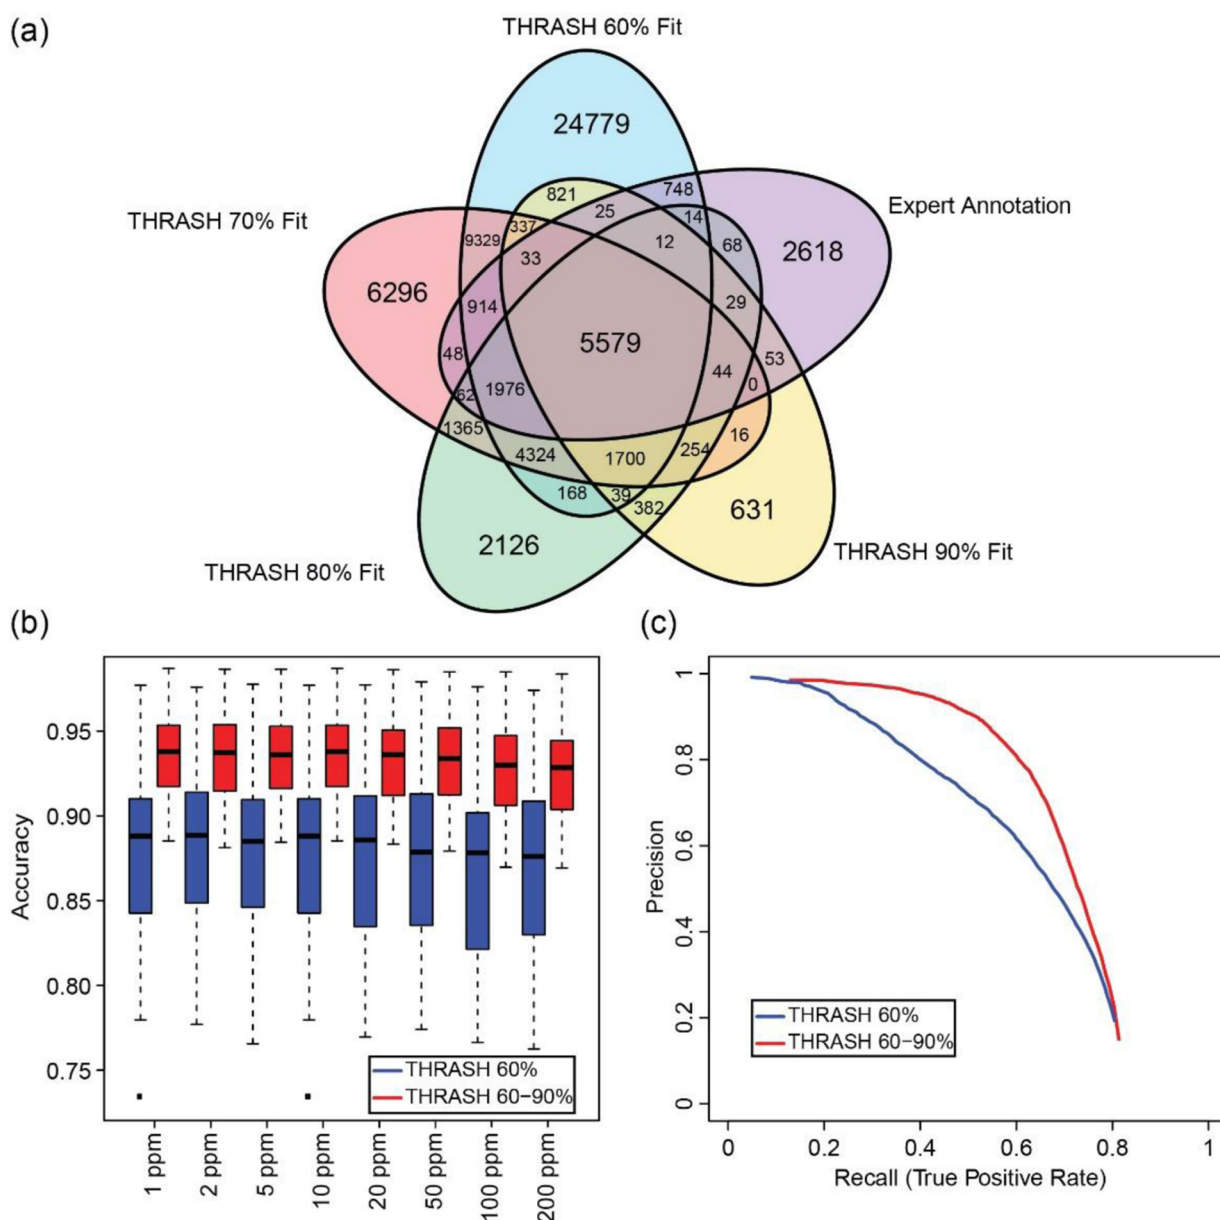 (a)
THRASH 60% Fit
24779
Expert Annotation
THRASH 70% Fit
821
25
748
14
337
9329
33
12
68
2618
6296
914
29
5579
48
53
44
0
62
1976
1365
16
4324
1700
254
168
39
382
631
2126
THRASH 90% Fit
THRASH 80% Fit
(b)
Accuracy
0.95
0.90
0.85
0.80
0.75
THRASH 60%
THRASH 60−90%
1 ppm
2 ppm
5 ppm
10 ppm
20 ppm
50 ppm
100 ppm
200 ppm
(c)
Precision
1
0.8
0.6
0.4
0.2
0
THRASH 60%
THRASH 60−90%
0
0.2
0.4
0.6
0.8
1
Recall (True Positive Rate)